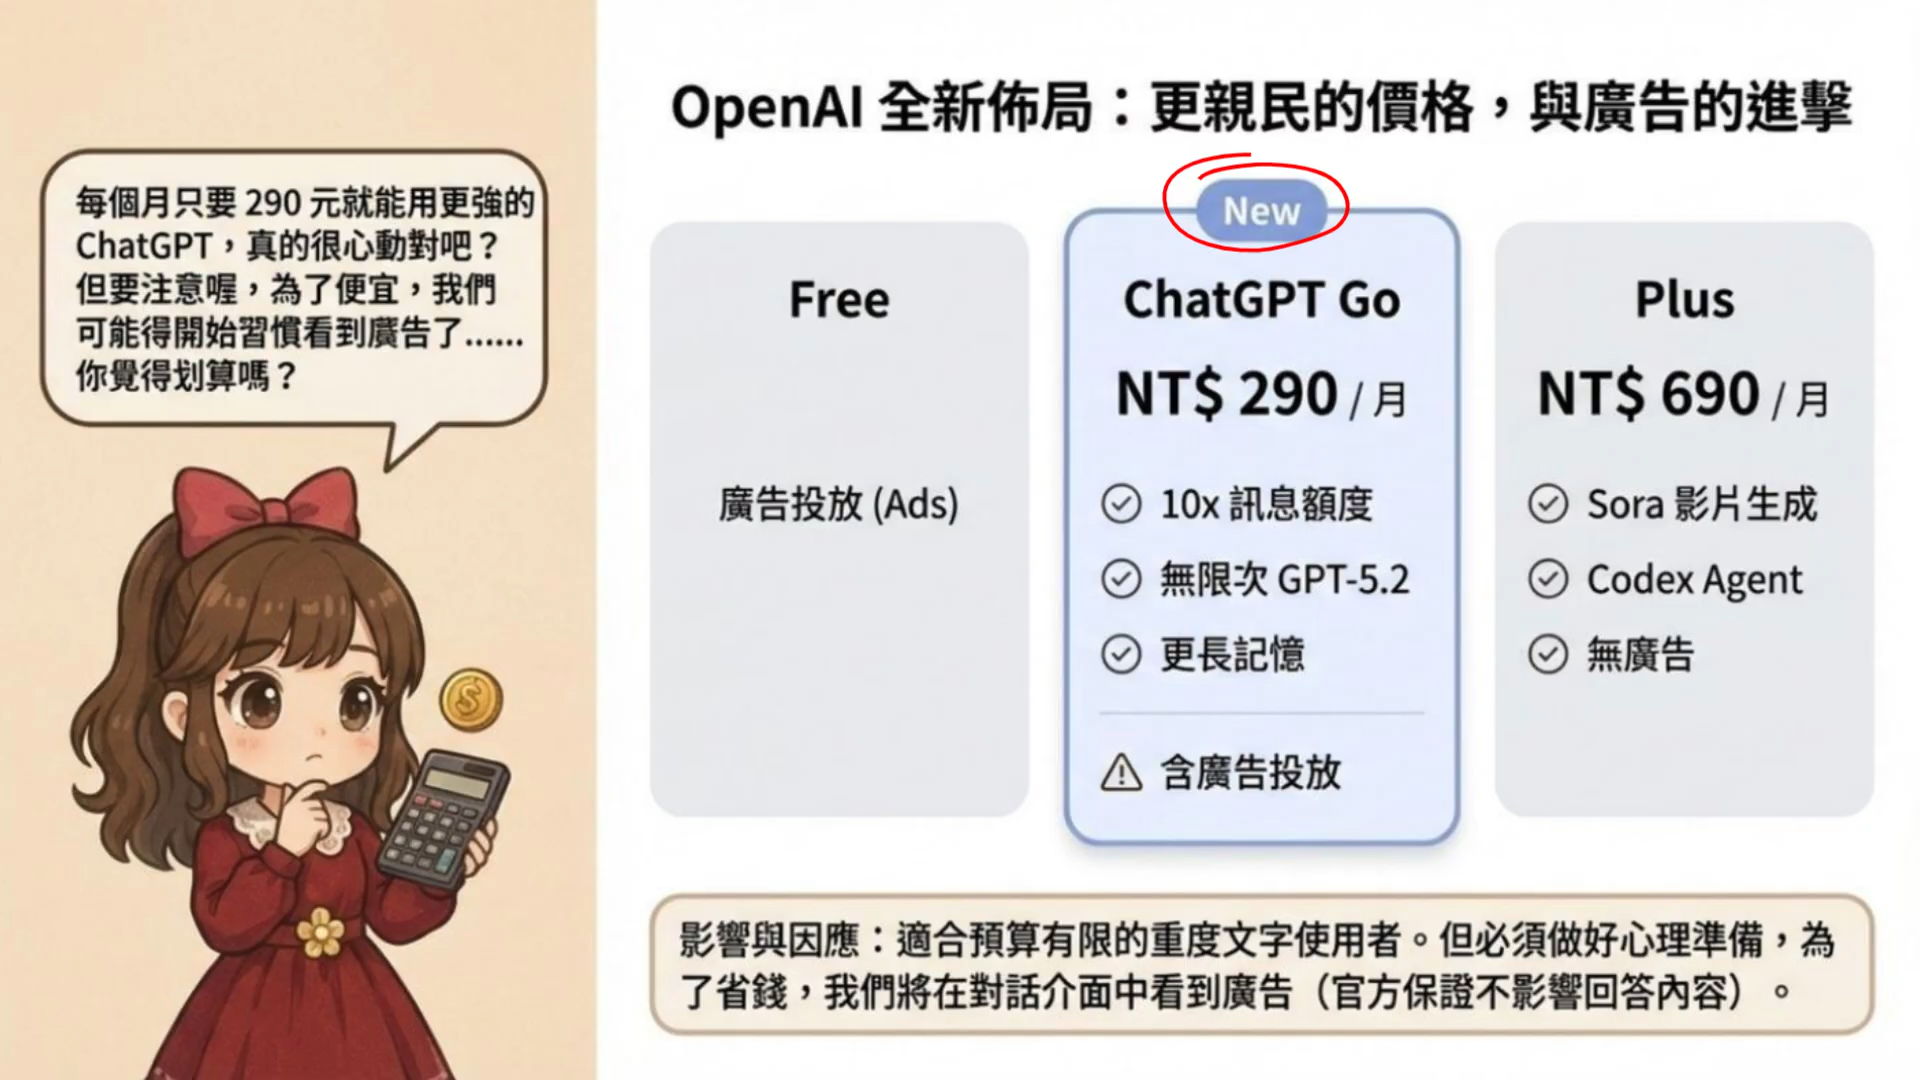 OpenAI 全新佈局：更親民的價格，與廣告的進擊
每個月只要 290 元就能用更強的
ChatGPT，真的很心動對吧？
但要注意喔，為了便宜，我們
可能得開始習慣看到廣告了......
你覺得划算嗎？
Free
廣告投放 (Ads)
New
ChatGPT Go
NT$ 290 / 月
10x 訊息額度
無限次 GPT-5.2
更長記憶
含廣告投放
Plus
NT$ 690 / 月
Sora 影片生成
Codex Agent
無廣告
影響與因應：適合預算有限的重度文字使用者。但必須做好心理準備，為
了省錢，我們將在對話介面中看到廣告（官方保證不影響回答內容）。